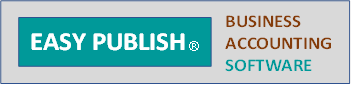 EASY PUBLISH®
BUSINESS
ACCOUNTING
SOFTWARE